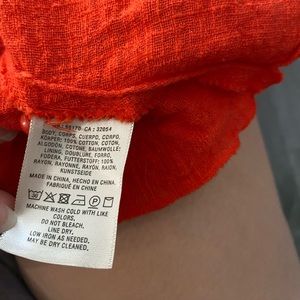 CA : 32054
BODY, CORPS, CUERPO, CORPO,
KÖRPER: 100% COTTON, COTON,
ALGODÓN, COTONE, BAUMWOLLE;
LINING, DOUBLURE, FORRO,
FODERA, FUTTERSTOFF: 100%
RAYON, RAYONNE, RAYÓN, RAION,
KUNSTSEIDE
MADE IN CHINA, HECHO EN CHINA,
FABRIQUÉ EN CHINE
MACHINE WASH COLD WITH LIKE
COLORS.
DO NOT BLEACH.
LINE DRY.
LOW IRON AS NEEDED.
MAY BE DRY CLEANED.